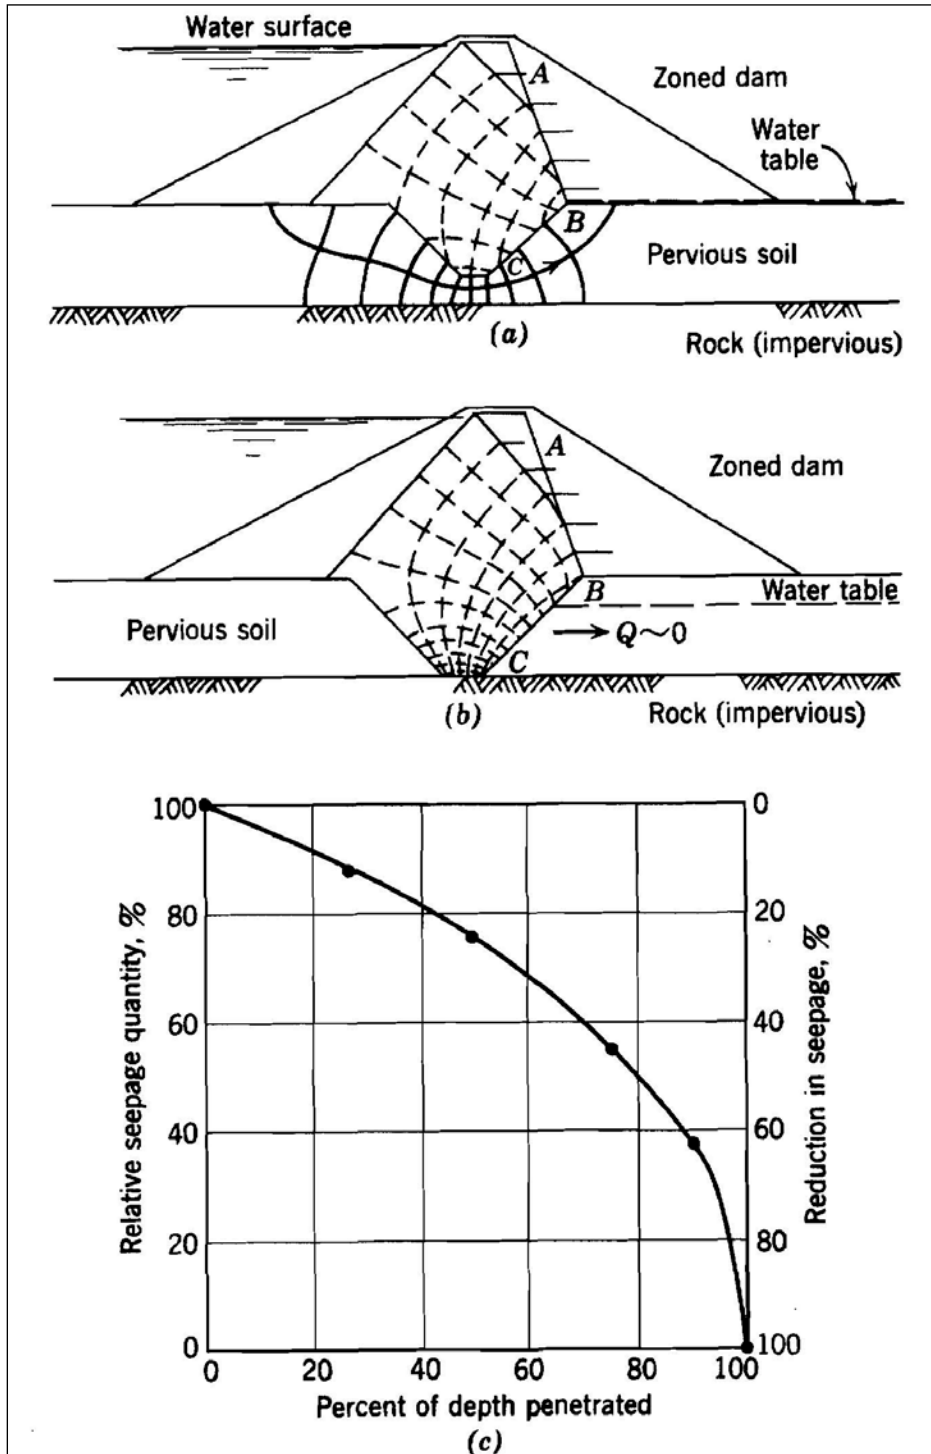 Water surface
A
Zoned dam
Water
table
B
C
Pervious soil
(a)
Rock (impervious)
A
Zoned dam
B
Water table
Pervious soil
Q~0
C
(b)
Rock (impervious)
100
80
60
40
20
0
Relative seepage quantity, %
0
20
40
60
80
100
Reduction in seepage, %
0
20
40
60
80
100
Percent of depth penetrated
(c)